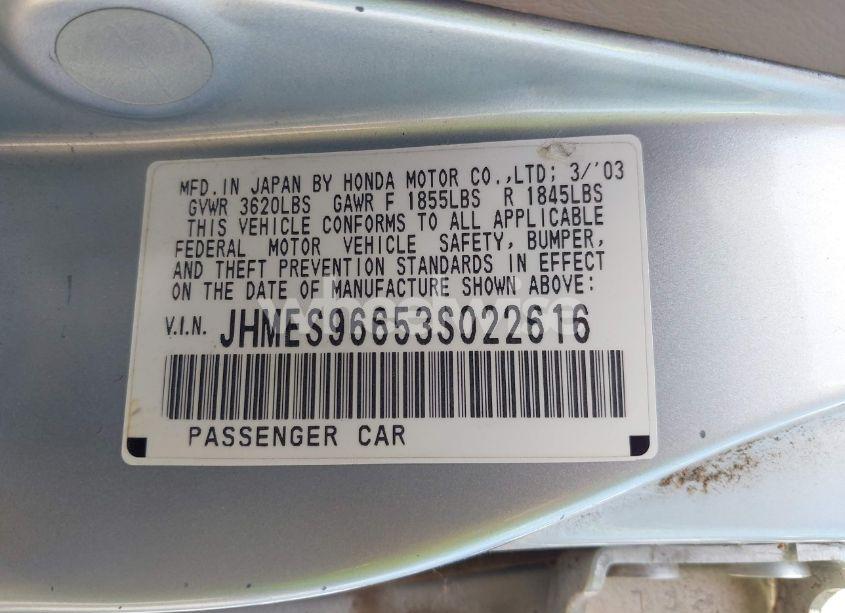 MFD. IN JAPAN BY HONDA MOTOR CO.,LTD; 3/'03
GVWR 3620LBS GAWR F 1855LBS R 1845LBS
THIS VEHICLE CONFORMS TO ALL APPLICABLE
FEDERAL MOTOR VEHICLE SAFETY, BUMPER,
AND THEFT PREVENTION STANDARDS IN EFFECT
ON THE DATE OF MANUFACTURE SHOWN ABOVE:
V.I.N. JHMES96653S022616
PASSENGER CAR